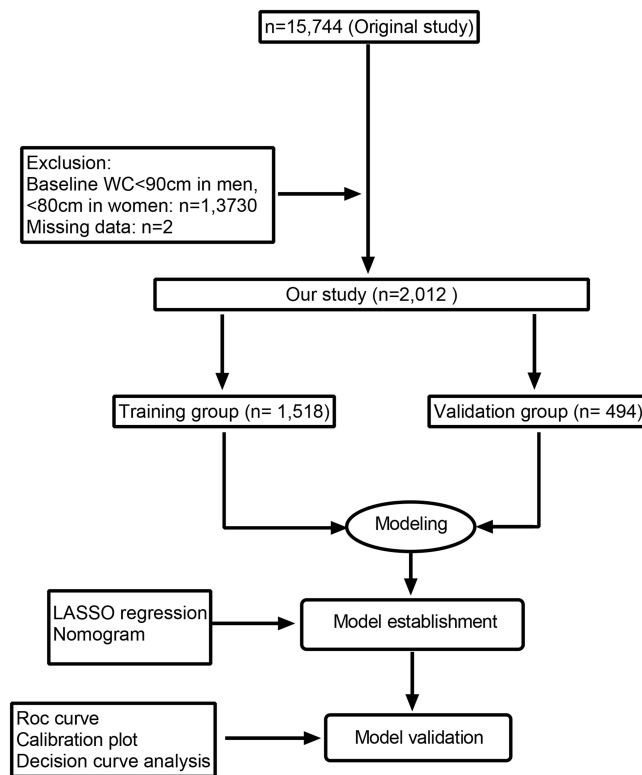 n=15,744 (Original study)
Exclusion:
Baseline WC<90cm in men,
<80cm in women: n=1,3730
Missing data: n=2
Our study (n=2,012 )
Training group (n= 1,518)
Validation group (n= 494)
Modeling
LASSO regression
Nomogram
Model establishment
Roc curve
Calibration plot
Decision curve analysis
Model validation